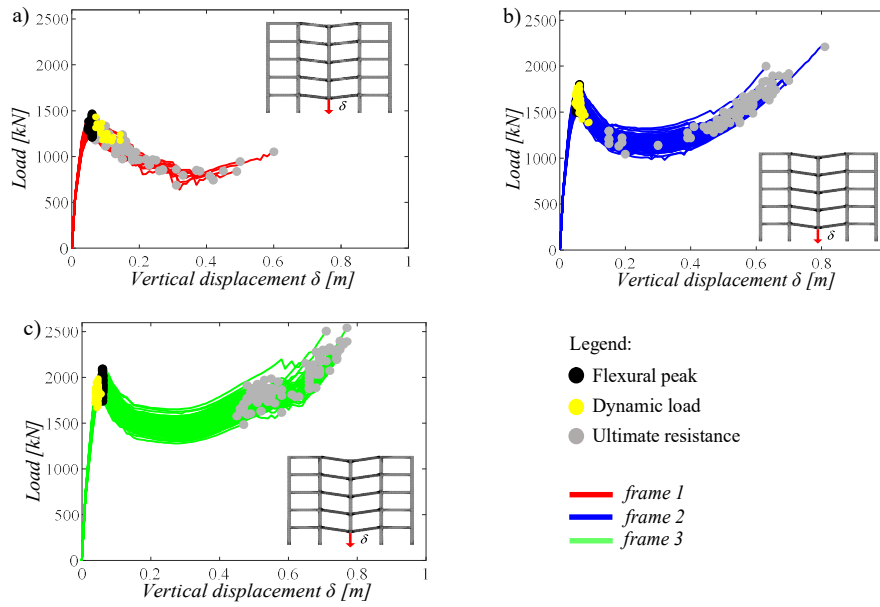 a)
2500
2000
1500
1000
500
0
Load [kN]
0 0.2 0.4 0.6 0.8 1
Vertical displacement δ [m]
δ
b)
2500
2000
1500
1000
500
0
Load [kN]
0 0.2 0.4 0.6 0.8
Vertical displacement δ [m]
δ
c)
2500
2000
1500
1000
500
0
Load [kN]
0 0.2 0.4 0.6 0.8 1
Vertical displacement δ [m]
δ
Legend:
Flexural peak
Dynamic load
Ultimate resistance
frame 1
frame 2
frame 3